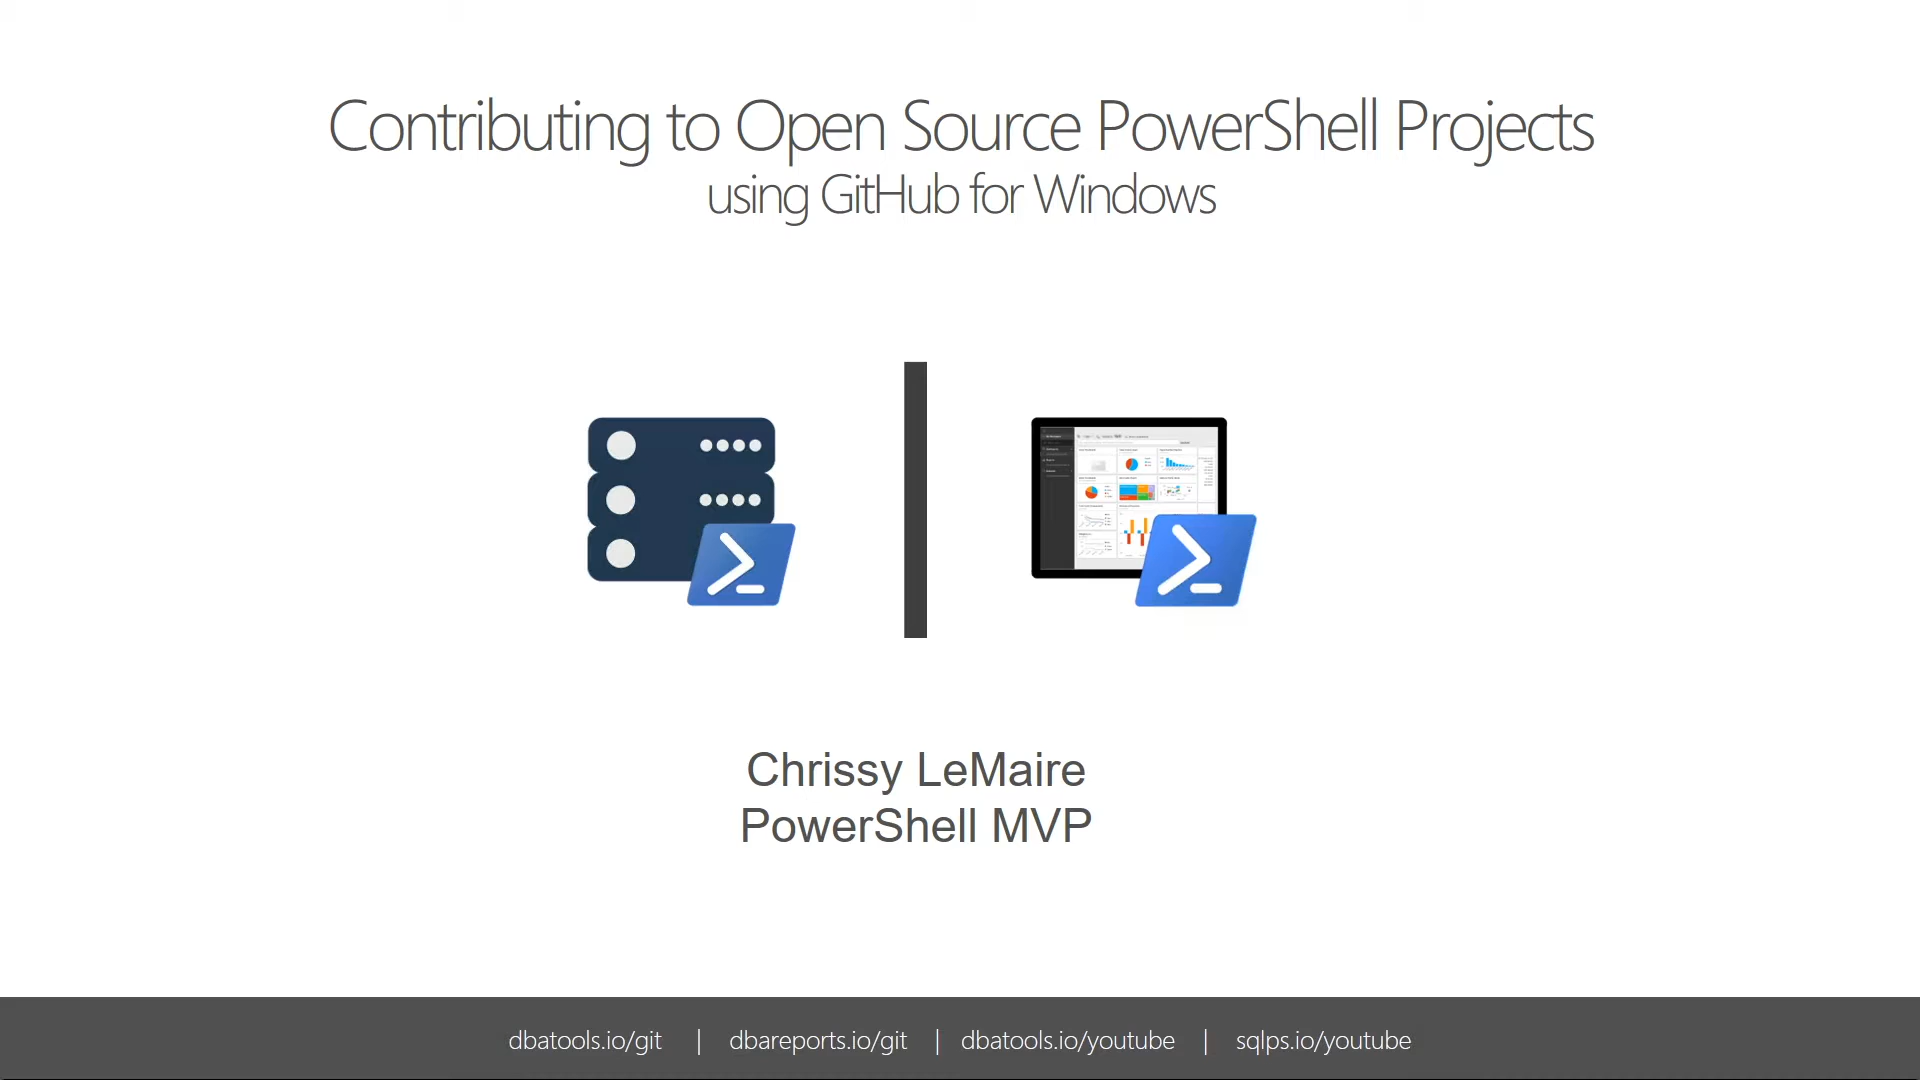 Contributing to Open Source PowerShell Projects
using GitHub for Windows
Chrissy LeMaire
PowerShell MVP
dbatools.io/git | dbareports.io/git | dbatools.io/youtube | sqlps.io/youtube